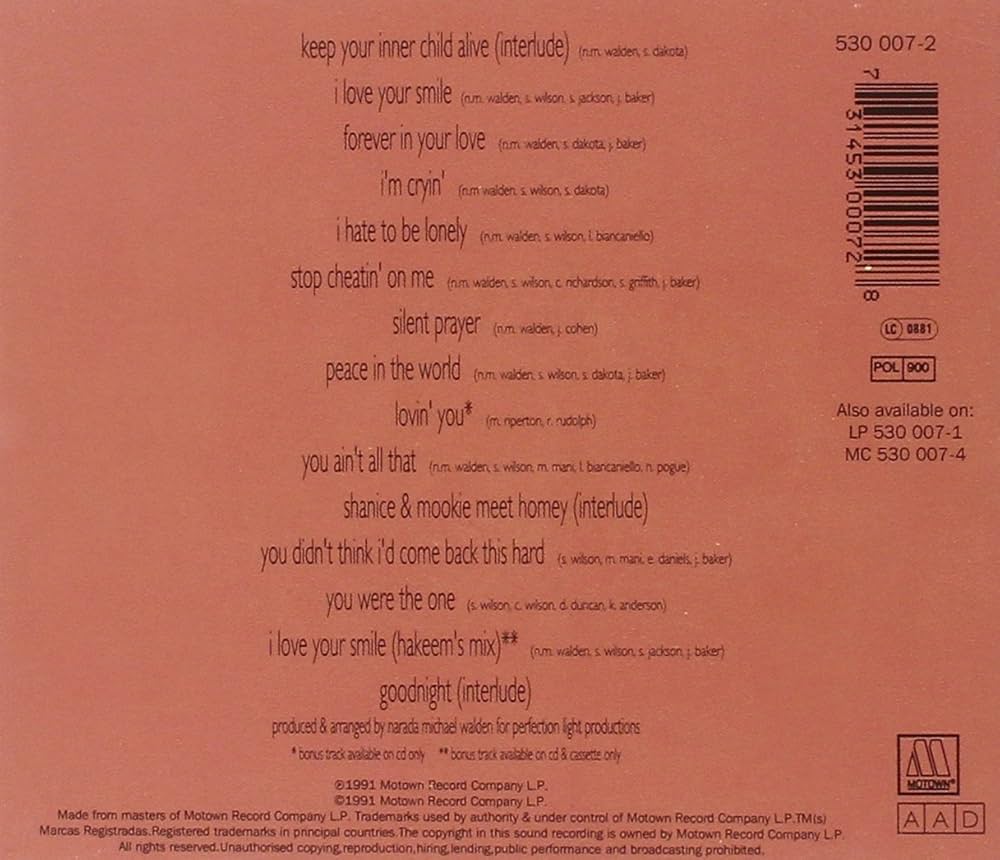 keep your inner child alive (interlude) (n.m. walden, s. dakota)
i love your smile (n.m. walden, s. wilson, s. jackson, j. baker)
forever in your love (n.m. walden, s. dakota, j. baker)
i'm cryin' (n.m walden, s. wilson, s. dakota)
i hate to be lonely (n.m. walden, s. wilson, l. biancaniello)
stop cheatin' on me (n.m. walden, s. wilson, c. richardson, s. griffith, j. baker)
silent prayer (n.m. walden, j. cohen)
peace in the world (n.m. walden, s. wilson, s. dakota, j. baker)
lovin' you* (m. riperton, r. rudolph)
you ain't all that (n.m. walden, s. wilson, m. mani, l. biancaniello, n. pogue)
shanice & mookie meet homey (interlude)
you didn't think i'd come back this hard (s. wilson, m. mani, e. daniels, j. baker)
you were the one (s. wilson, c. wilson, d. duncan, k. anderson)
i love your smile (hakeem's mix)** (n.m. walden, s. wilson, s. jackson, j. baker)
goodnight (interlude)
produced & arranged by narada michael walden for perfection light productions
* bonus track available on cd only ** bonus track available on cd & cassette only
℗1991 Motown Record Company L.P.
©1991 Motown Record Company L.P.
Made from masters of Motown Record Company L.P. Trademarks used by authority & under control of Motown Record Company L.P.TM(s)
Marcas Registradas.Registered trademarks in principal countries.The copyright in this sound recording is owned by Motown Record Company L.P.
All rights reserved.Unauthorised copying,reproduction,hiring,lending,public performance and broadcasting prohibited.
530 007-2
7 31453 00072 8
LC 0881
POL 900
Also available on:
LP 530 007-1
MC 530 007-4
M
MOTOWN®
A A D